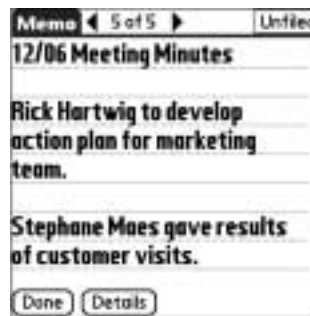 Memo 5 of 5 Unfiled
12/06 Meeting Minutes
Rick Hartwig to develop
action plan for marketing
team.
Stephane Maes gave results
of customer visits.
Done Details